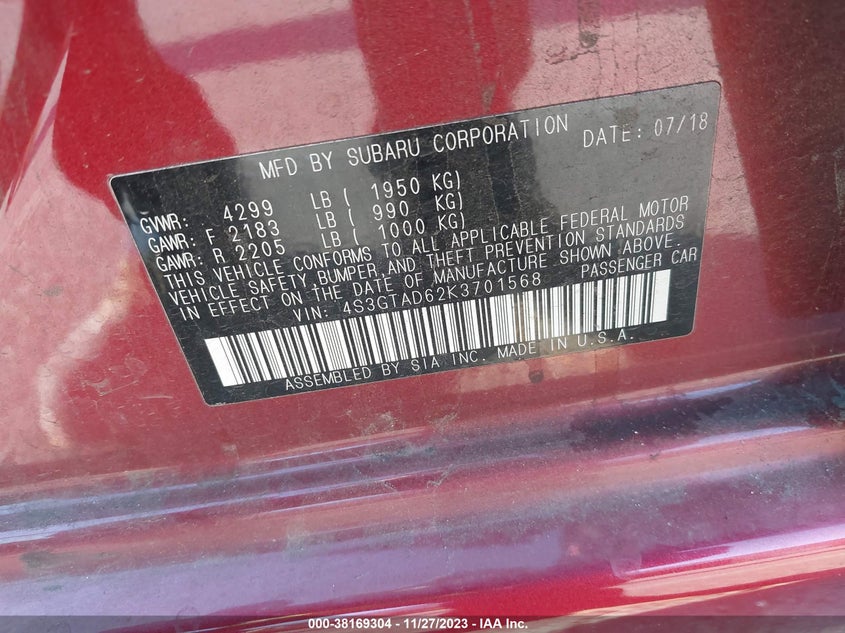 MFD BY SUBARU CORPORATION DATE: 07/18
GVWR: 4299 LB ( 1950 KG)
GAWR: F 2183 LB ( 990 KG)
GAWR: R 2205 LB ( 1000 KG)
THIS VEHICLE CONFORMS TO ALL APPLICABLE FEDERAL MOTOR
VEHICLE SAFETY, BUMPER, AND THEFT PREVENTION STANDARDS
IN EFFECT ON THE DATE OF MANUFACTURE SHOWN ABOVE.
VIN: 4S3GTAD62K3701568 PASSENGER CAR
ASSEMBLED BY SIA INC. MADE IN U.S.A.
000-38169304 - 11/27/2023 - IAA Inc.